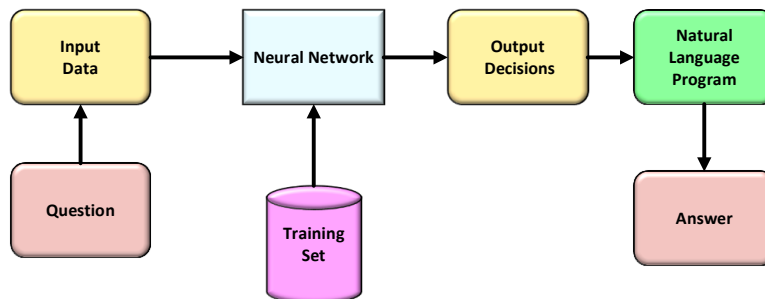 Input
Data
Neural Network
Output
Decisions
Natural
Language
Program
Question
Training
Set
Answer